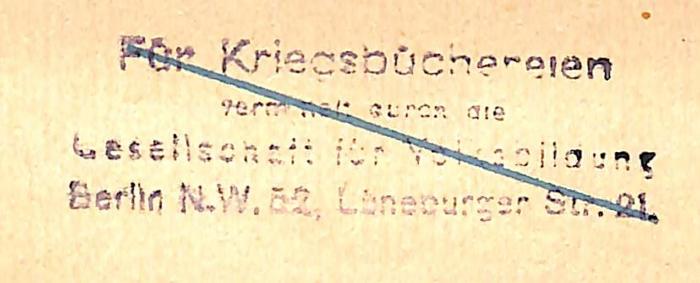 Für Kriegsbüchereien
vermittelt durch die
Gesellschaft für Volksbildung
Berlin N.W. 52, Lüneburger Str. 21.